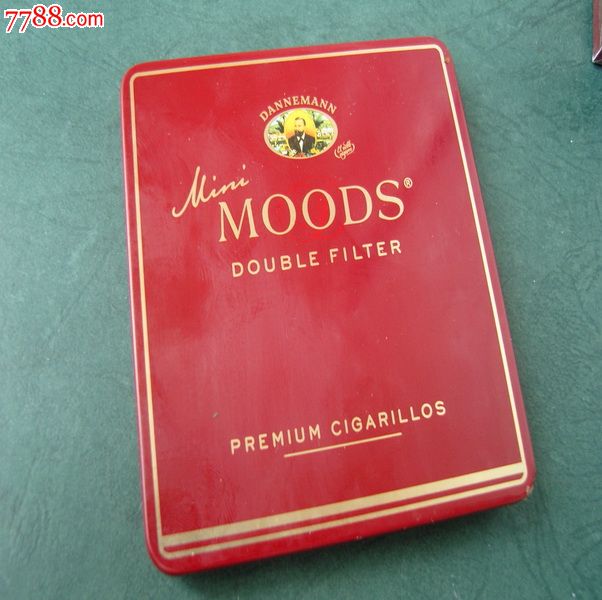 7788.com
DANNEMANN
Mini
MOODS®
DOUBLE FILTER
PREMIUM CIGARILLOS